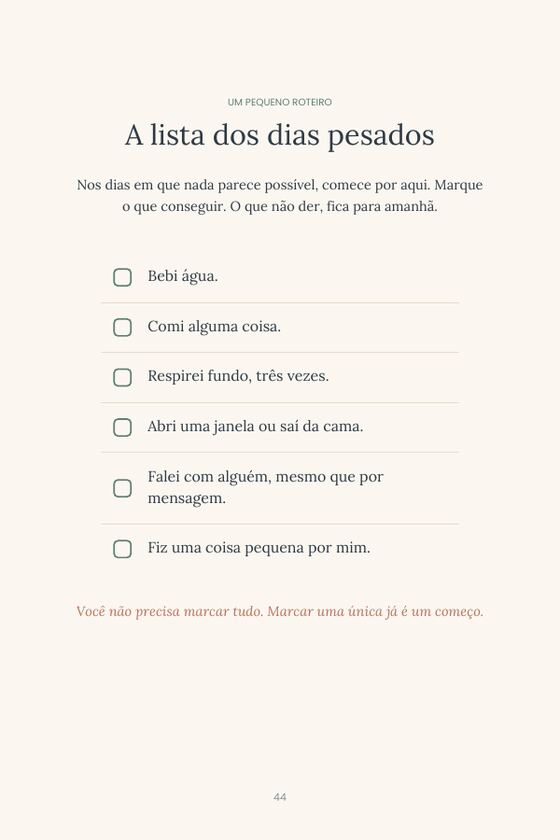 UM PEQUENO ROTEIRO
A lista dos dias pesados
Nos dias em que nada parece possível, comece por aqui. Marque
o que conseguir. O que não der, fica para amanhã.
Bebi água.
Comi alguma coisa.
Respirei fundo, três vezes.
Abri uma janela ou saí da cama.
Falei com alguém, mesmo que por
mensagem.
Fiz uma coisa pequena por mim.
Você não precisa marcar tudo. Marcar uma única já é um começo.
44